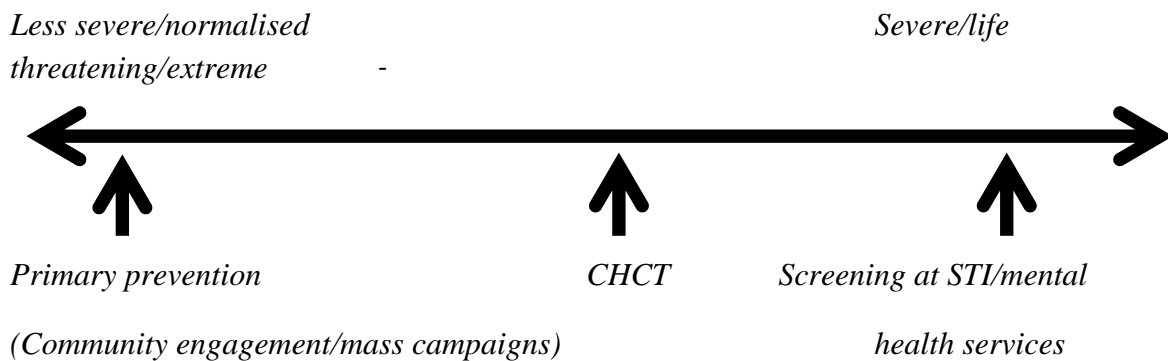 Less severe/normalised Severe/life
threatening/extreme -
Primary prevention CHCT Screening at STI/mental
(Community engagement/mass campaigns) health services